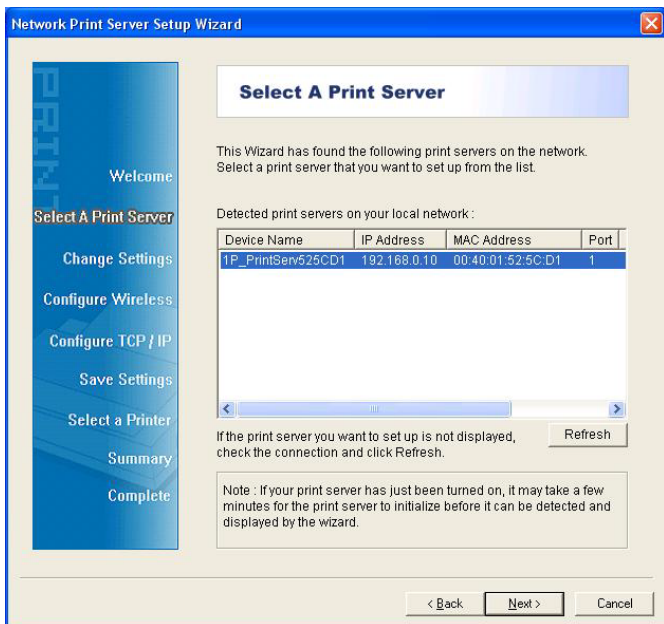 Network Print Server Setup Wizard
PRINT
Welcome
Select A Print Server
Change Settings
Configure Wireless
Configure TCP / IP
Save Settings
Select a Printer
Summary
Complete
Select A Print Server
This Wizard has found the following print servers on the network.
Select a print server that you want to set up from the list.
Detected print servers on your local network :
Device Name IP Address MAC Address Port
1P_PrintServ525CD1 192.168.0.10 00:40:01:52:5C:D1 1
If the print server you want to set up is not displayed,
check the connection and click Refresh.
Refresh
Note : If your print server has just been turned on, it may take a few
minutes for the print server to initialize before it can be detected and
displayed by the wizard.
< Back Next > Cancel